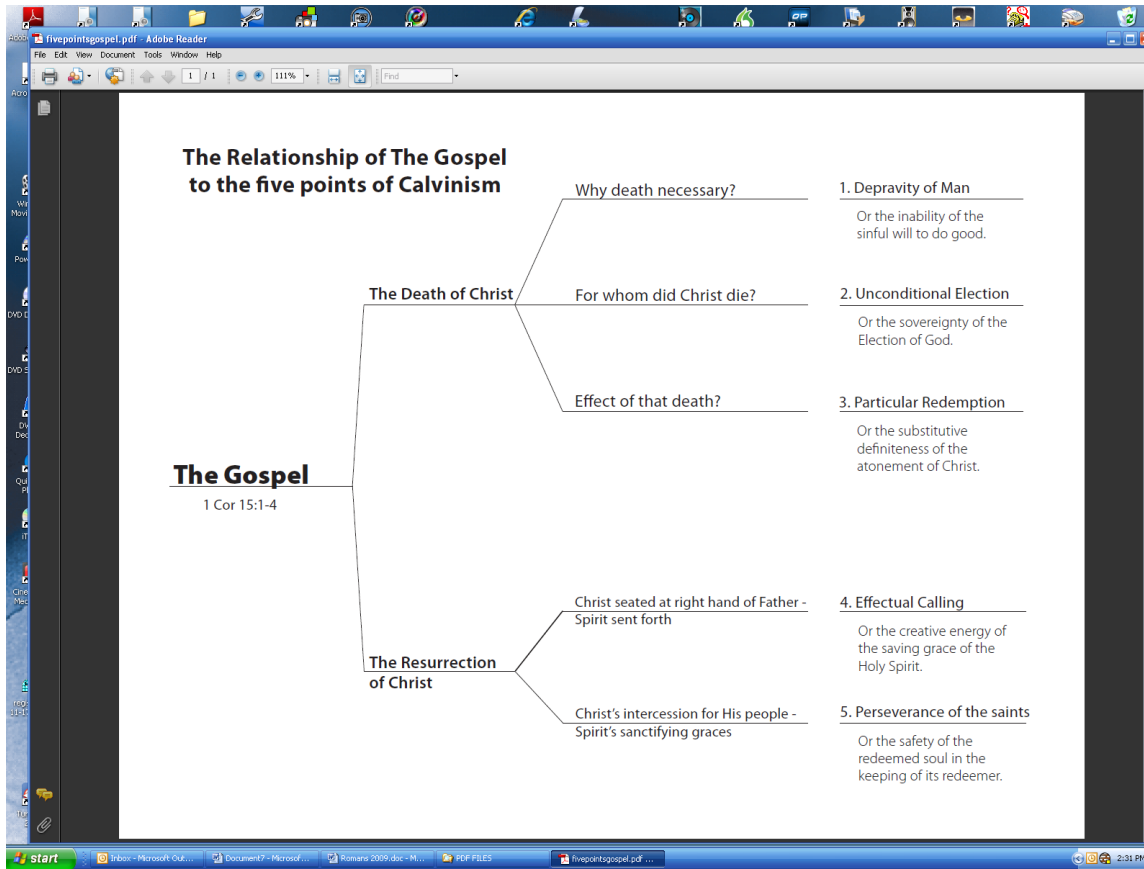 fivepointsgospel.pdf - Adobe Reader
File Edit View Document Tools Window Help
1 / 1 111% Find
The Relationship of The Gospel
to the five points of Calvinism
The Gospel
1 Cor 15:1-4
The Death of Christ
Why death necessary?
1. Depravity of Man
Or the inability of the
sinful will to do good.
For whom did Christ die?
2. Unconditional Election
Or the sovereignty of the
Election of God.
Effect of that death?
3. Particular Redemption
Or the substitutive
definiteness of the
atonement of Christ.
The Resurrection
of Christ
Christ seated at right hand of Father -
Spirit sent forth
4. Effectual Calling
Or the creative energy of
the saving grace of the
Holy Spirit.
Christ's intercession for His people -
Spirit's sanctifying graces
5. Perseverance of the saints
Or the safety of the
redeemed soul in the
keeping of its redeemer.
start
Inbox - Microsoft Out...
Document7 - Microsof...
Romans 2009.doc - M...
PDF FILES
fivepointsgospel.pdf ...
2:31 PM